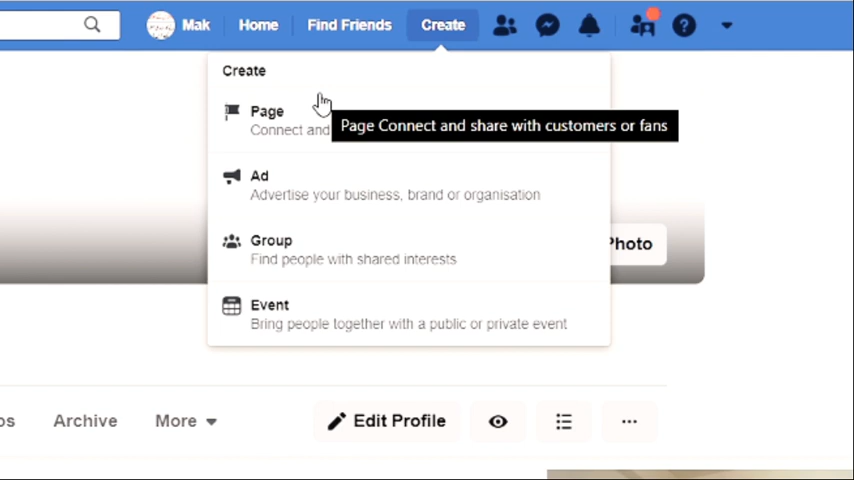 Mak Home Find Friends Create
Create
Page
Connect and
Page Connect and share with customers or fans
Ad
Advertise your business, brand or organisation
Group
Find people with shared interests
Photo
Event
Bring people together with a public or private event
os Archive More Edit Profile